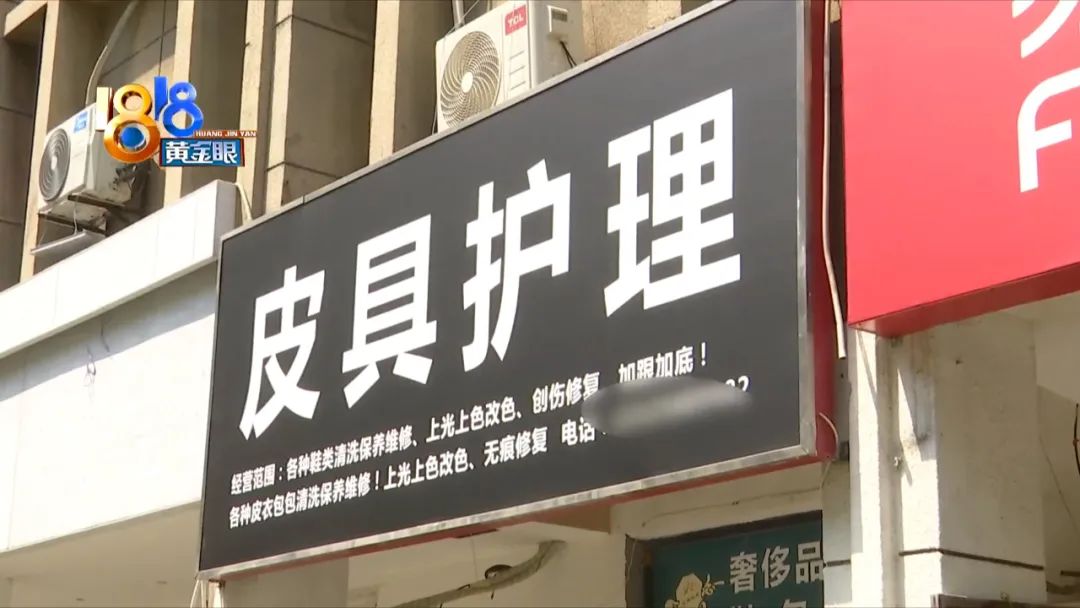 TCL
1818
HUANG JIN YAN
黄金眼
皮具护理
经营范围：各种鞋类清洗保养维修、上光上色改色、创伤修复、加跟加底！
各种皮衣包包清洗保养维修！上光上色改色、无痕修复 电话：
F
奢侈品